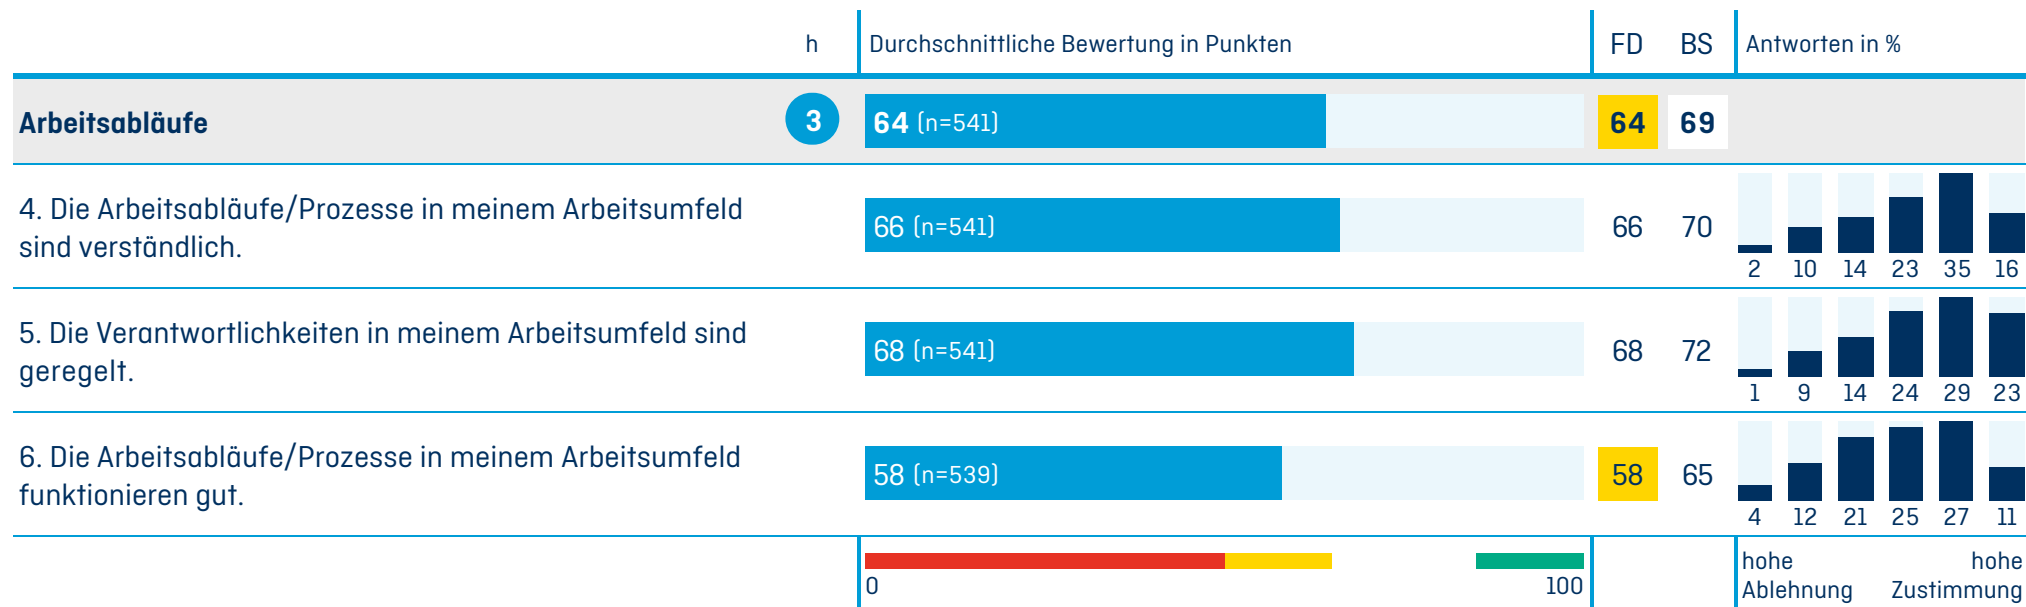 h Durchschnittliche Bewertung in Punkten FD BS Antworten in %
Arbeitsabläufe 3 64 (n=541) 64 69
4. Die Arbeitsabläufe/Prozesse in meinem Arbeitsumfeld
sind verständlich.
66 (n=541) 66 70
2 10 14 23 35 16
5. Die Verantwortlichkeiten in meinem Arbeitsumfeld sind
geregelt.
68 (n=541) 68 72
1 9 14 24 29 23
6. Die Arbeitsabläufe/Prozesse in meinem Arbeitsumfeld
funktionieren gut.
58 (n=539) 58 65
4 12 21 25 27 11
0 100
hohe hohe
Ablehnung Zustimmung